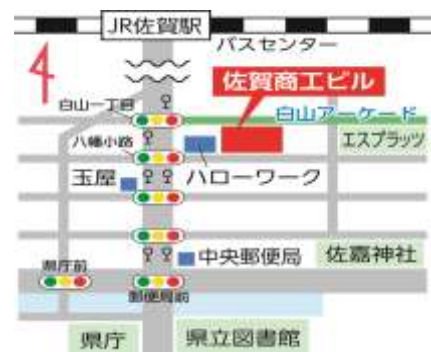 JR佐賀駅
バスセンター
佐賀商工ビル
白山一丁目
白山アーケード
八幡小路
エスプラッツ
玉屋
ハローワーク
中央郵便局
佐嘉神社
県庁前
郵便局前
県庁
県立図書館